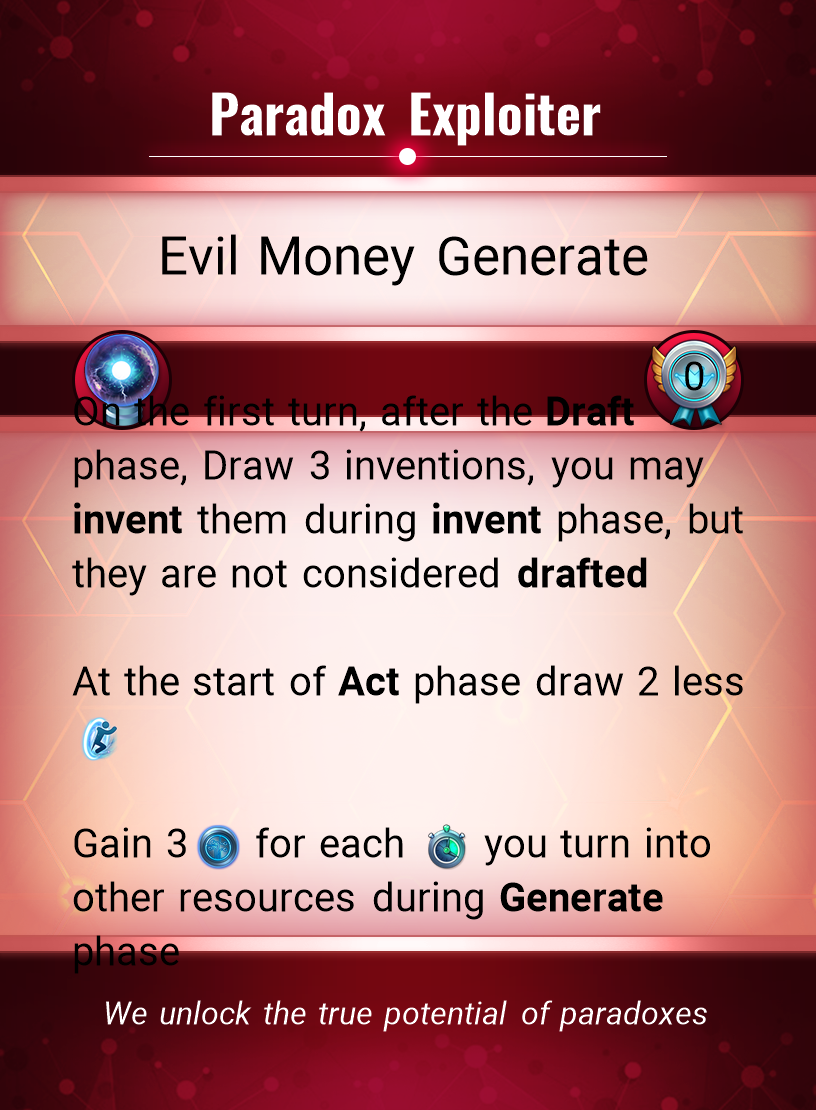 Paradox Exploiter
Evil Money Generate
0
On the first turn, after the Draft
phase, Draw 3 inventions, you may
invent them during invent phase, but
they are not considered drafted
At the start of Act phase draw 2 less
Gain 3 for each you turn into
other resources during Generate
phase
We unlock the true potential of paradoxes